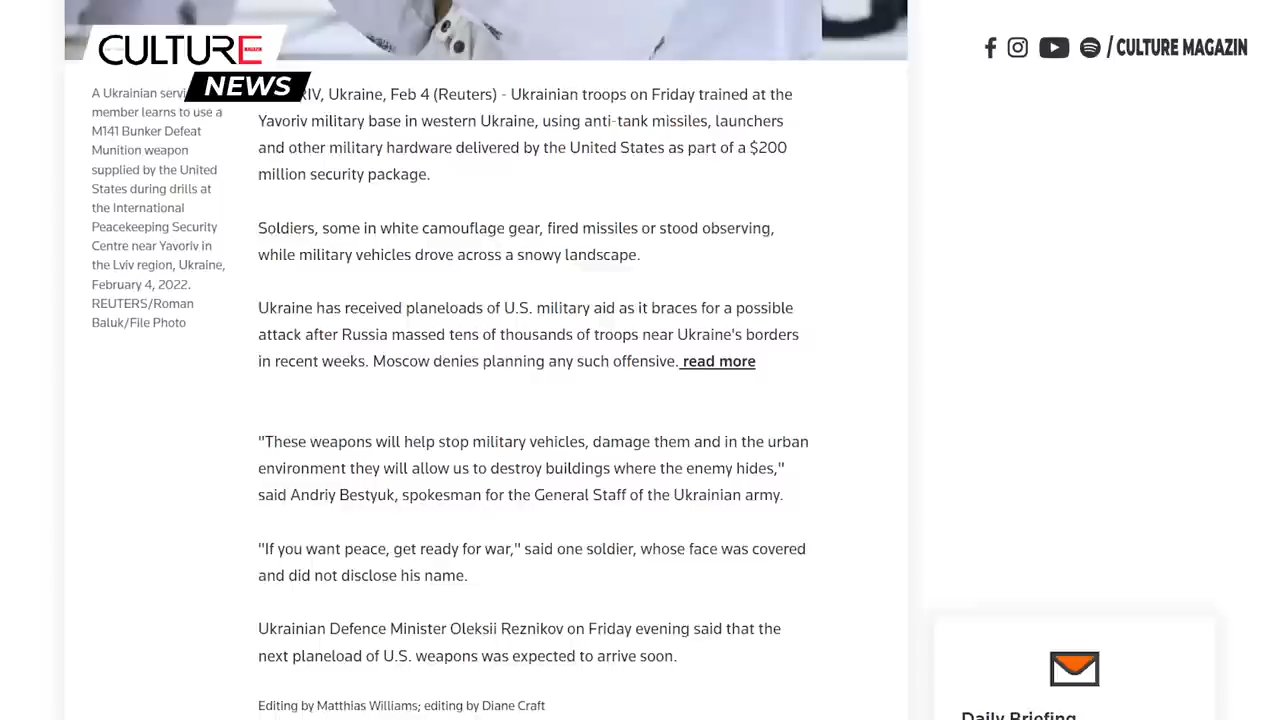 CULTURE
NEWS
/ CULTURE MAGAZIN
A Ukrainian servi
member learns to use a
M141 Bunker Defeat
Munition weapon
supplied by the United
States during drills at
the International
Peacekeeping Security
Centre near Yavoriv in
the Lviv region, Ukraine,
February 4, 2022.
REUTERS/Roman
Baluk/File Photo
RIV, Ukraine, Feb 4 (Reuters) - Ukrainian troops on Friday trained at the
Yavoriv military base in western Ukraine, using anti-tank missiles, launchers
and other military hardware delivered by the United States as part of a $200
million security package.
Soldiers, some in white camouflage gear, fired missiles or stood observing,
while military vehicles drove across a snowy landscape.
Ukraine has received planeloads of U.S. military aid as it braces for a possible
attack after Russia massed tens of thousands of troops near Ukraine's borders
in recent weeks. Moscow denies planning any such offensive. read more
"These weapons will help stop military vehicles, damage them and in the urban
environment they will allow us to destroy buildings where the enemy hides,"
said Andriy Bestyuk, spokesman for the General Staff of the Ukrainian army.
"If you want peace, get ready for war," said one soldier, whose face was covered
and did not disclose his name.
Ukrainian Defence Minister Oleksii Reznikov on Friday evening said that the
next planeload of U.S. weapons was expected to arrive soon.
Editing by Matthias Williams; editing by Diane Craft
Daily Briefing